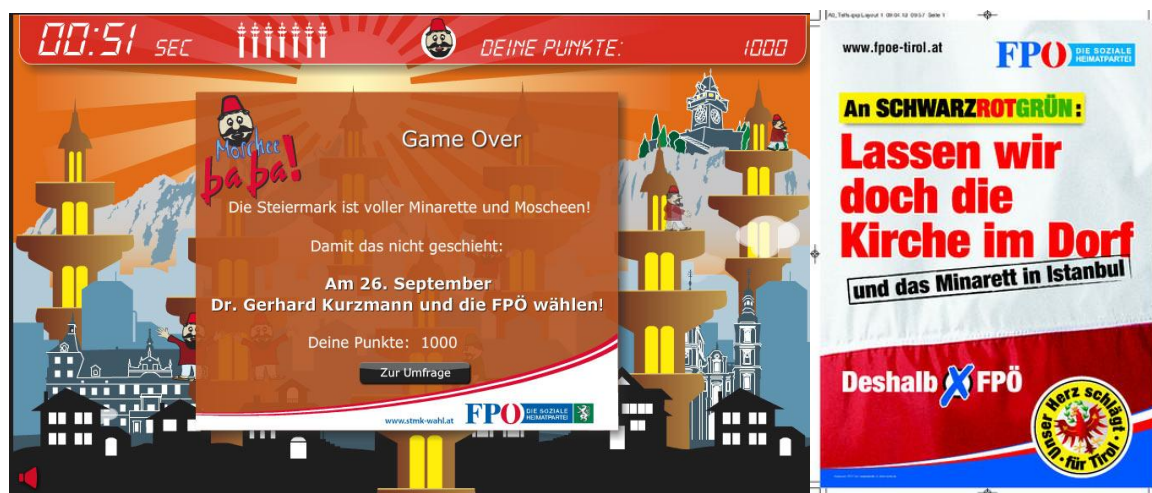 00:51 SEC
DEINE PUNKTE: 1000
Moschee
baba!
Game Over
Die Steiermark ist voller Minarette und Moscheen!
Damit das nicht geschieht:
Am 26. September
Dr. Gerhard Kurzmann und die FPÖ wählen!
Deine Punkte: 1000
Zur Umfrage
www.stmk-wahl.at FPÖ DIE SOZIALE
HEIMATPARTEI
Seite 1
www.fpoe-tirol.at
FPÖ DIE SOZIALE
HEIMATPARTEI
An SCHWARZROTGRÜN:
Lassen wir
doch die
Kirche im Dorf
und das Minarett in Istanbul
Deshalb X FPÖ
Unser Herz schlägt
für Tirol